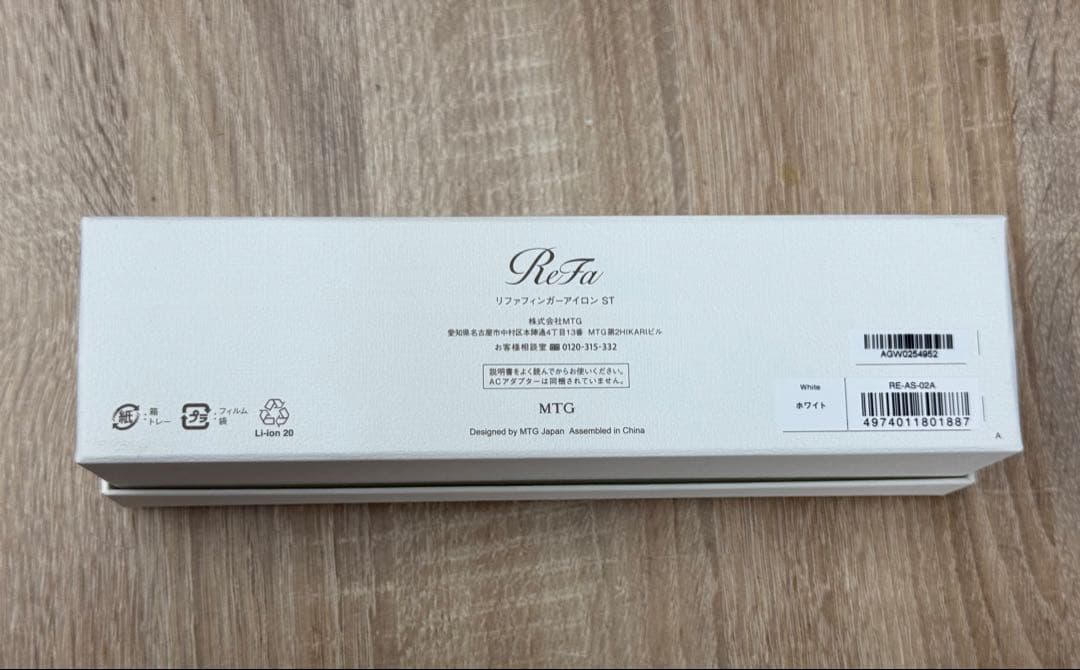 ReFa
リファフィンガーアイロン ST
株式会社MTG
愛知県名古屋市中村区本陣通4丁目13番 MTG第2HIKARIビル
お客様相談室 0120-315-332
説明書をよく読んでからお使いください。
ACアダプターは同梱されていません。
MTG
Designed by MTG Japan Assembled in China
紙 : 箱
トレー
プラ : フィルム
袋
Li-ion 20
AGW0254952
White
ホワイト
RE-AS-02A
4974011801887
A